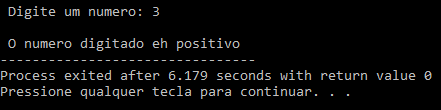 Digite um numero: 3
O numero digitado eh positivo
--------------------------------
Process exited after 6.179 seconds with return value 0
Pressione qualquer tecla para continuar. . .